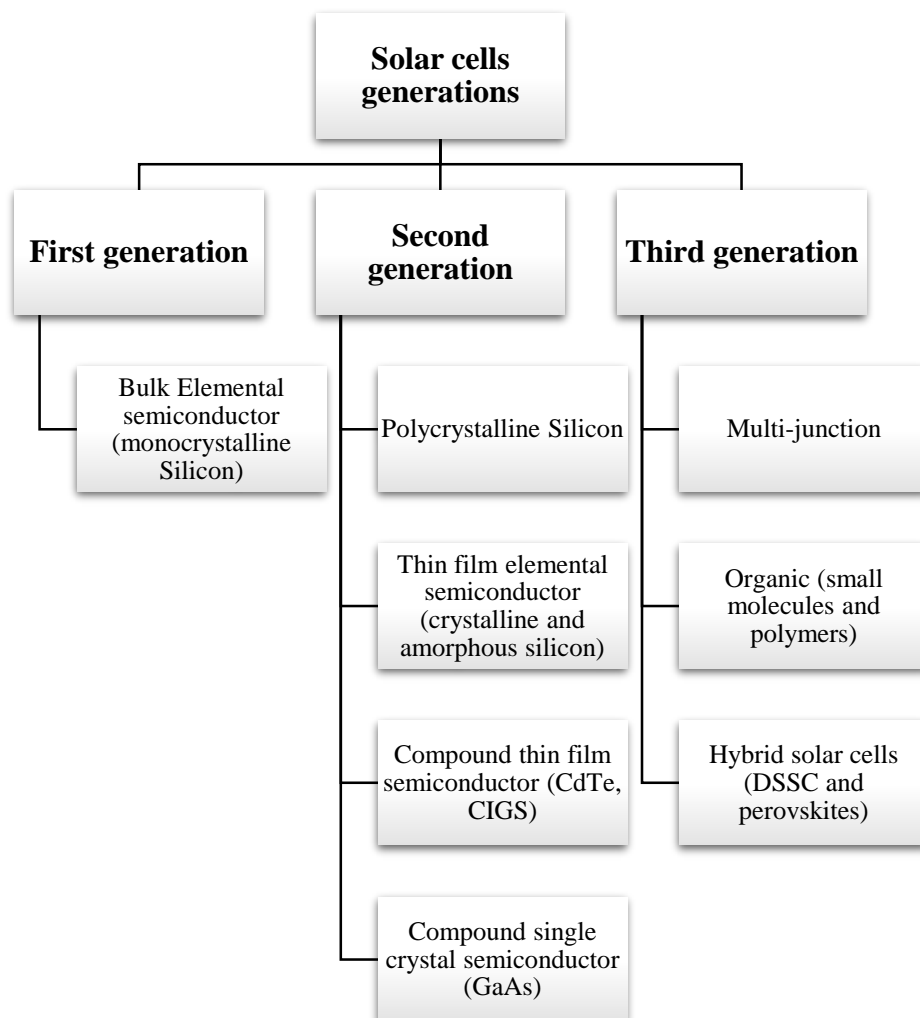 Solar cells
generations
First generation
Second
generation
Third generation
Bulk Elemental
semiconductor
(monocrystalline
Silicon)
Polycrystalline Silicon
Thin film elemental
semiconductor
(crystalline and
amorphous silicon)
Compound thin film
semiconductor (CdTe,
CIGS)
Compound single
crystal semiconductor
(GaAs)
Multi-junction
Organic (small
molecules and
polymers)
Hybrid solar cells
(DSSC and
perovskites)